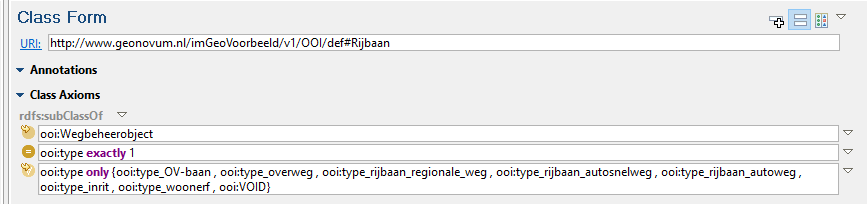 Class Form
URI: http://www.geonovum.nl/imGeoVoorbeeld/v1/OOI/def#Rijbaan
Annotations
Class Axioms
rdfs:subClassOf
ooi:Wegbeheerobject
ooi:type exactly 1
ooi:type only {ooi:type_OV-baan , ooi:type_overweg , ooi:type_rijbaan_regionale_weg , ooi:type_rijbaan_autosnelweg , ooi:type_rijbaan_autoweg ,
ooi:type_inrit , ooi:type_woonerf , ooi:VOID}